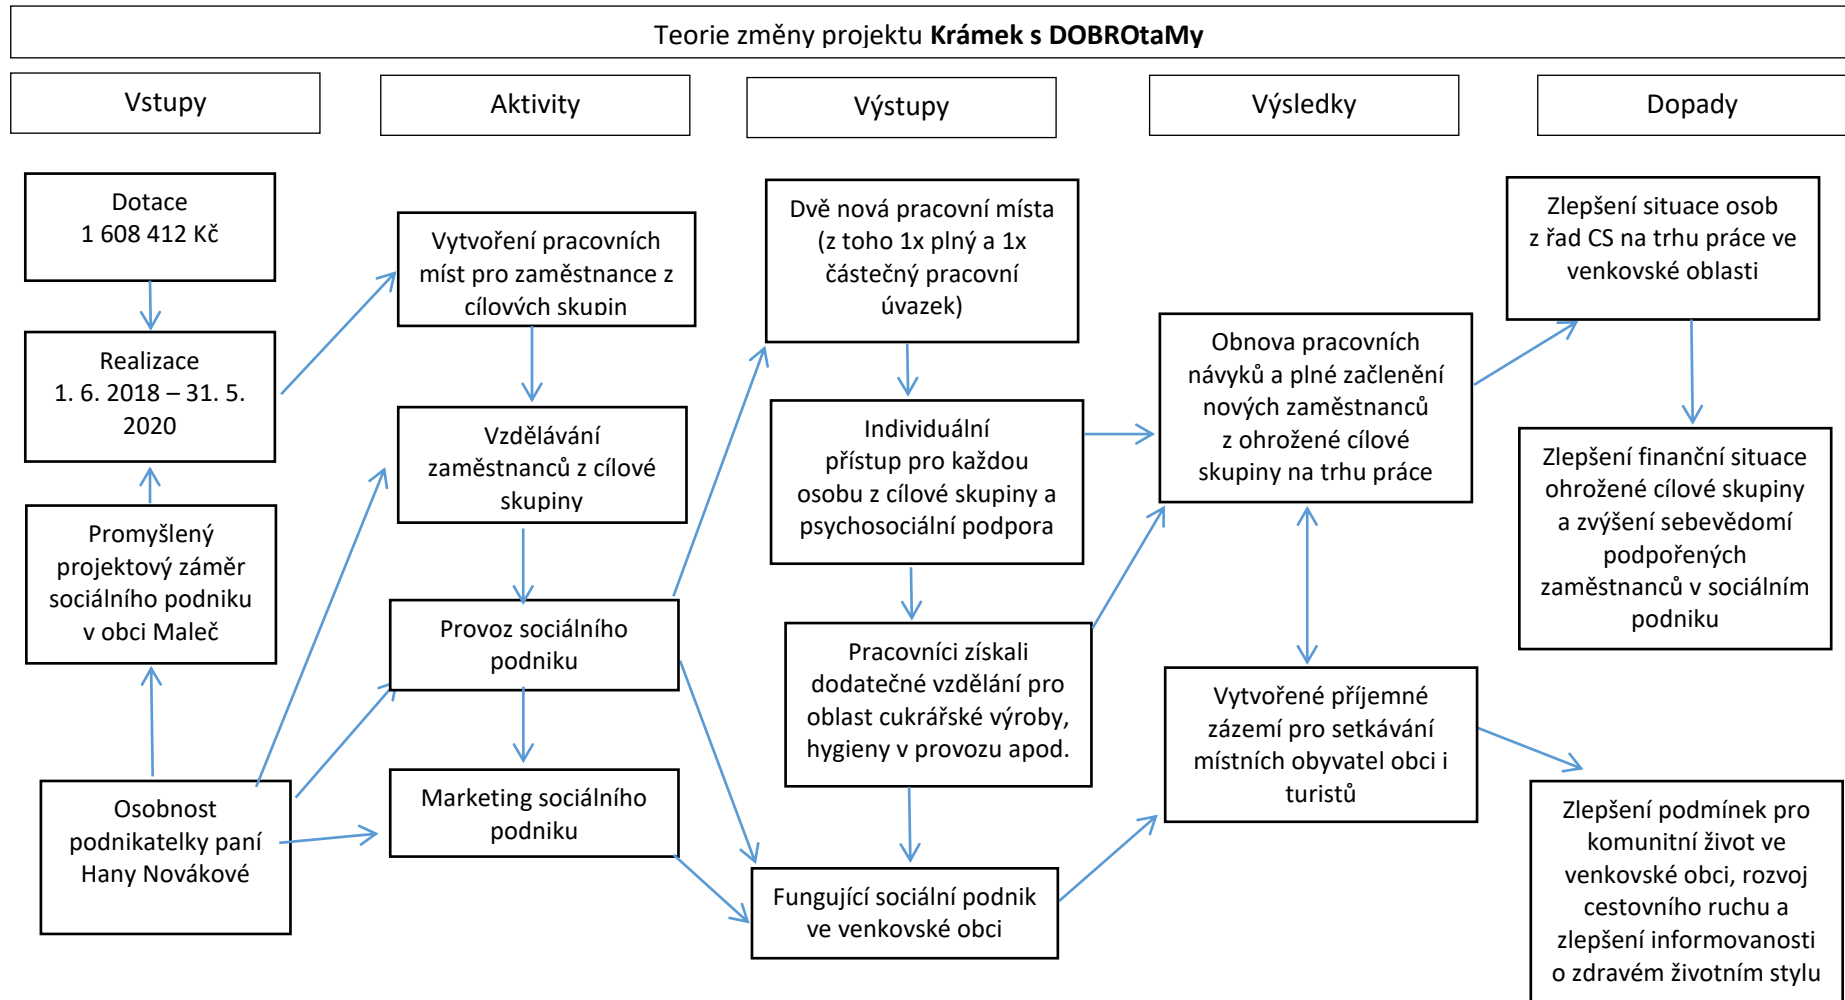 Teorie změny projektu Krámek s DOBROtaMy
Vstupy
Aktivity
Výstupy
Výsledky
Dopady
Dotace
1 608 412 Kč
Realizace
1. 6. 2018 – 31. 5.
2020
Promyšlený
projektový záměr
sociálního podniku
v obci Maleč
Osobnost
podnikatelky paní
Hany Novákové
Vytvoření pracovních
míst pro zaměstnance z
cílových skupin
Vzdělávání
zaměstnanců z cílové
skupiny
Provoz sociálního
podniku
Marketing sociálního
podniku
Dvě nová pracovní místa
(z toho 1x plný a 1x
částečný pracovní
úvazek)
Individuální
přístup pro každou
osobu z cílové skupiny a
psychosociální podpora
Pracovníci získali
dodatečné vzdělání pro
oblast cukrářské výroby,
hygieny v provozu apod.
Fungující sociální podnik
ve venkovské obci
Obnova pracovních
návyků a plné začlenění
nových zaměstnanců
z ohrožené cílové
skupiny na trhu práce
Vytvořené příjemné
zázemí pro setkávání
místních obyvatel obci i
turistů
Zlepšení situace osob
z řad CS na trhu práce ve
venkovské oblasti
Zlepšení finanční situace
ohrožené cílové skupiny
a zvýšení sebevědomí
podpořených
zaměstnanců v sociálním
podniku
Zlepšení podmínek pro
komunitní život ve
venkovské obci, rozvoj
cestovního ruchu a
zlepšení informovanosti
o zdravém životním stylu